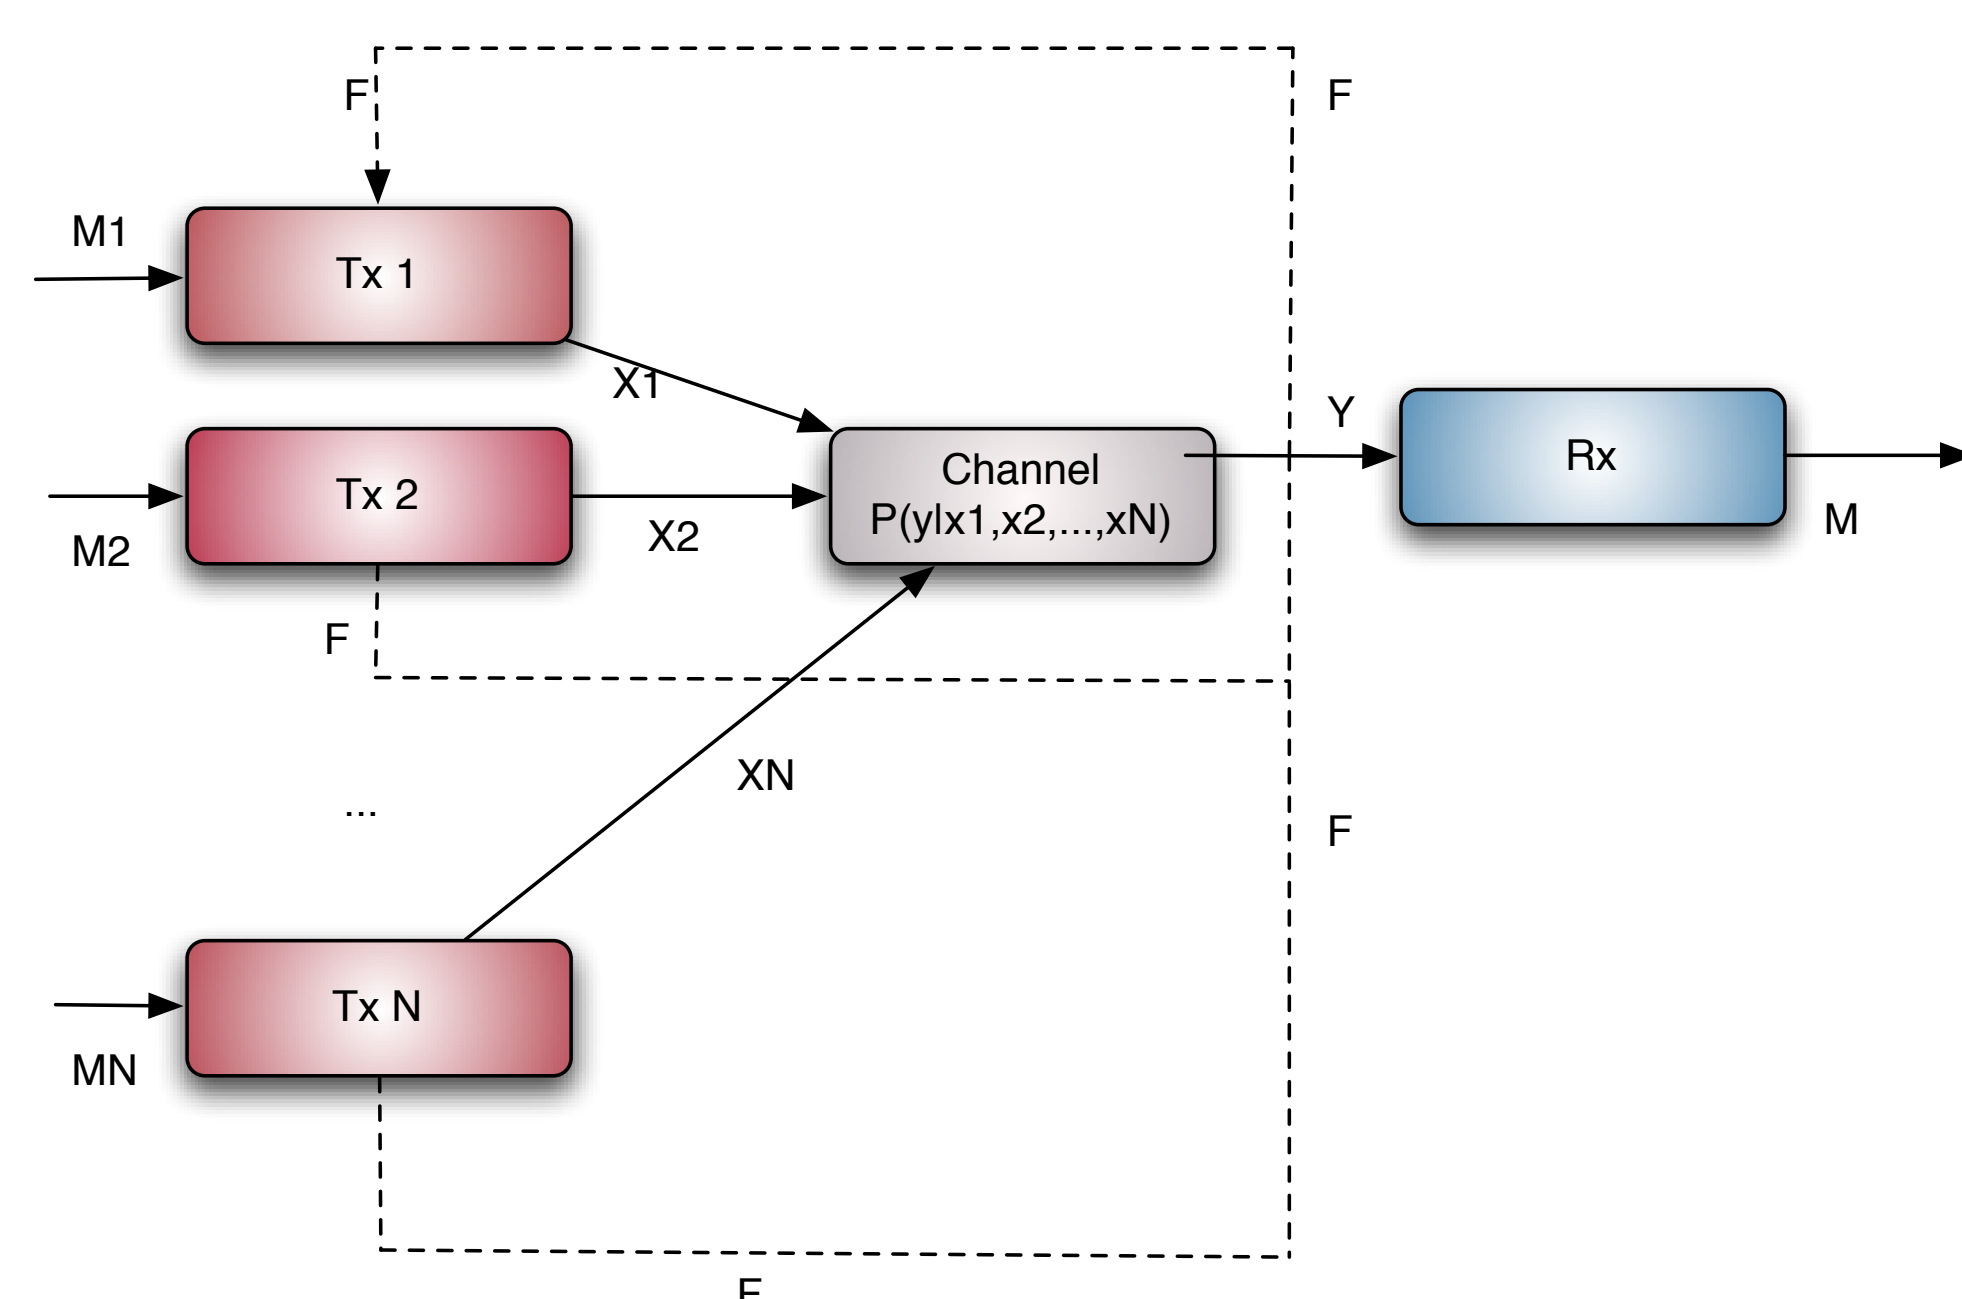 F
F
M1
Tx 1
X1
Y
Tx 2
Channel
P(y|x1,x2,...,xN)
Rx
M2
X2
M
F
XN
...
F
Tx N
MN
F